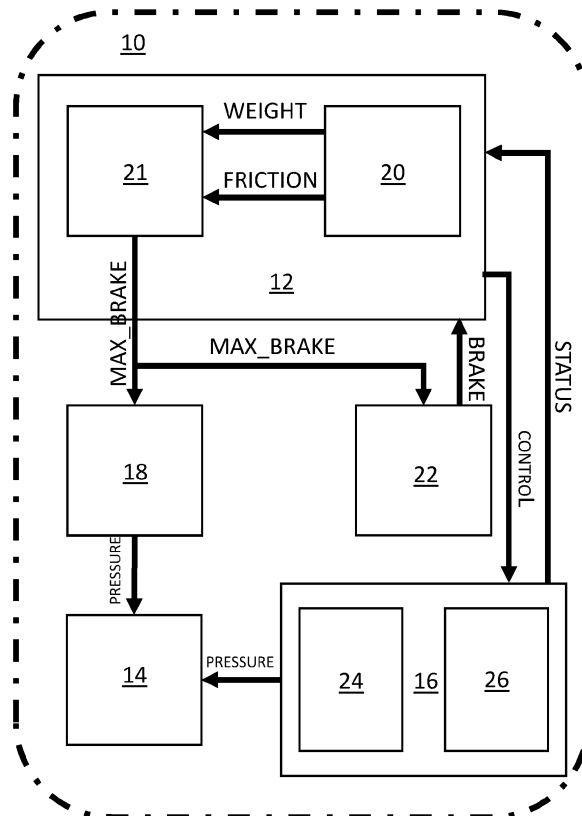 10
WEIGHT
21
20
FRICTION
12
MAX_BRAKE
MAX_BRAKE
BRAKE
STATUS
CONTROL
18
22
PRESSURE
14
PRESSURE
24
16
26